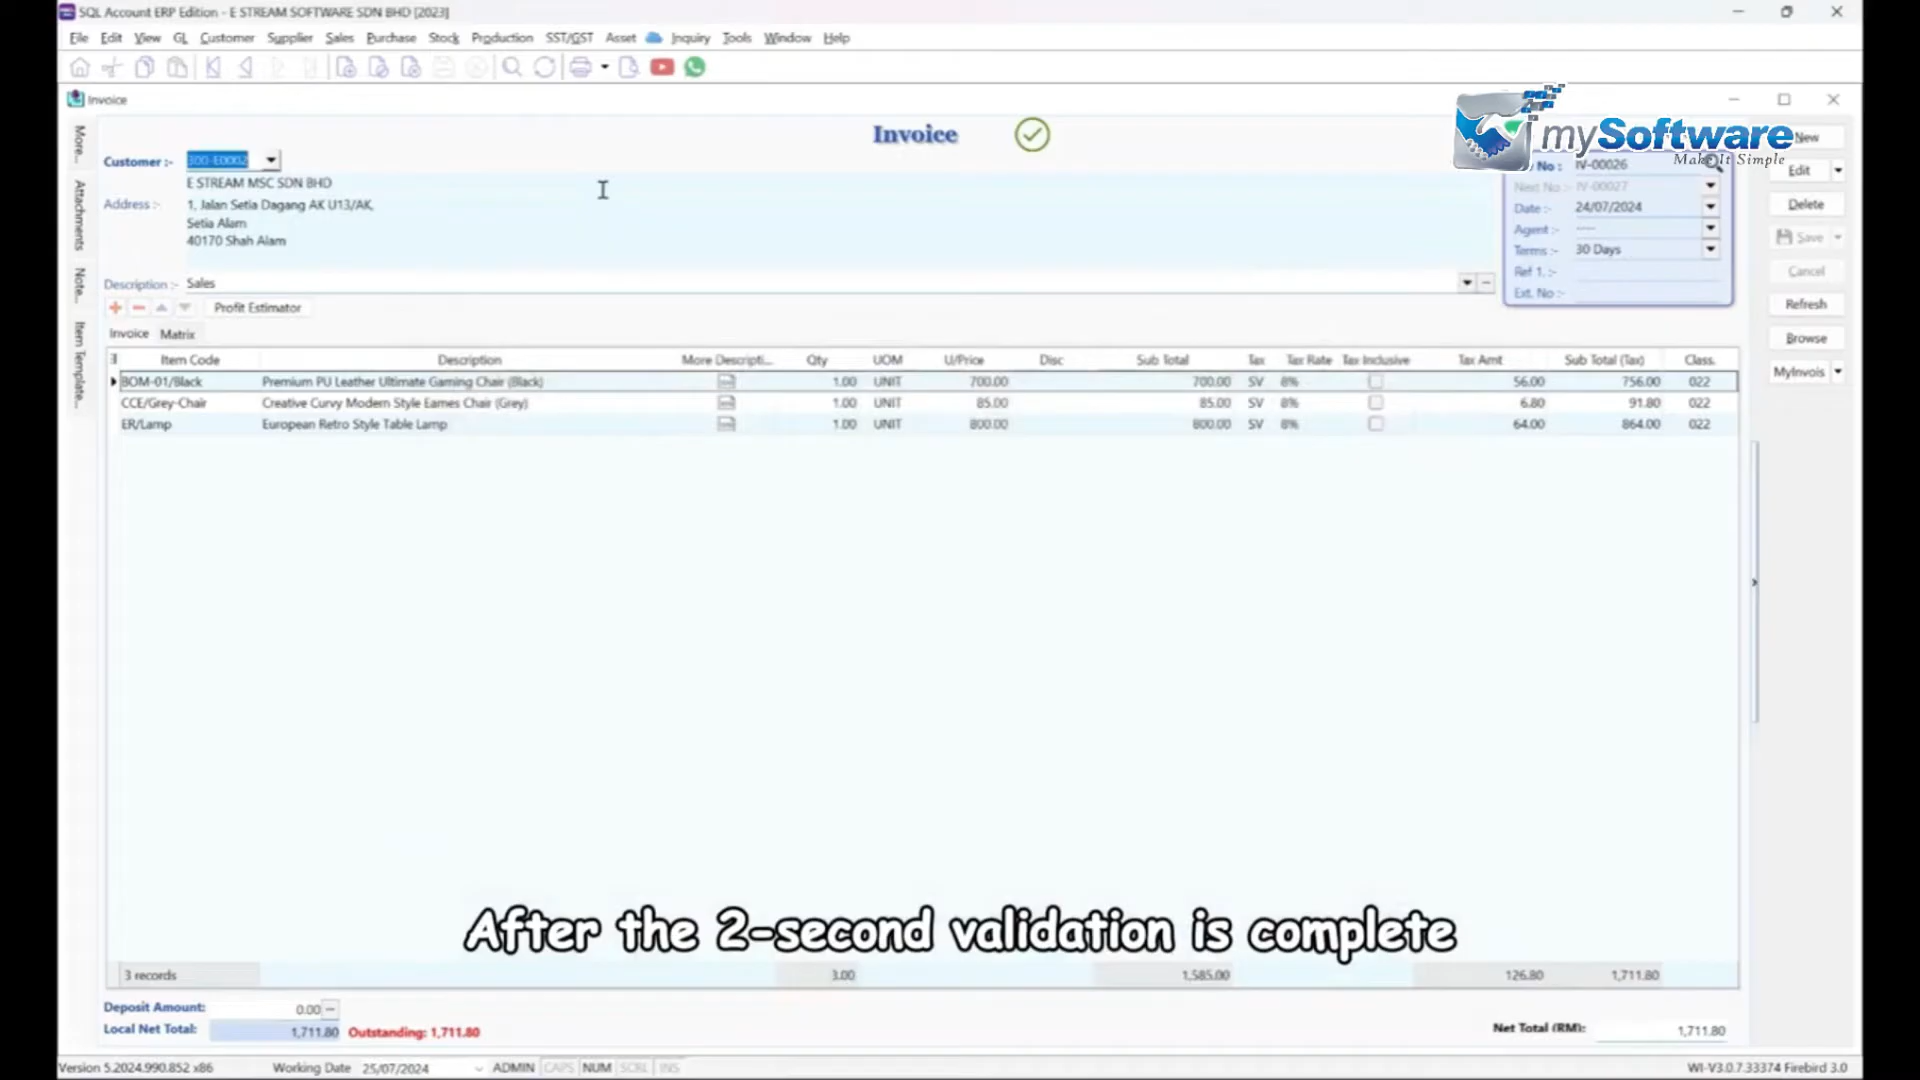 SQL Account ERP Edition - E STREAM SOFTWARE SDN BHD [2023]
File Edit View GL Customer Supplier Sales Purchase Stock Production SST/GST Asset Inquiry Tools Window Help
Invoice
mySoftware
Make It Simple
Invoice
More...
Attachments
Note...
Item Template...
Customer :- 300-E0002
E STREAM MSC SDN BHD
Address :- 1, Jalan Setia Dagang AK U13/AK,
Setia Alam
40170 Shah Alam
Description :- Sales
No : IV-00026
Next No :- IV-00027
Date :- 24/07/2024
Agent :- ----
Terms :- 30 Days
Ref 1. :-
Ext. No :-
New
Edit
Delete
Save
Cancel
Refresh
Browse
MyInvois
Profit Estimator
Invoice Matrix
Item Code Description More Descripti... Qty UOM U/Price Disc Sub Total Tax Tax Rate Tax Inclusive Tax Amt Sub Total (Tax) Class.
BOM-01/Black Premium PU Leather Ultimate Gaming Chair (Black) 1.00 UNIT 700.00 700.00 SV 8% 56.00 756.00 022
CCE/Grey-Chair Creative Curvy Modern Style Eames Chair (Grey) 1.00 UNIT 85.00 85.00 SV 8% 6.80 91.80 022
ER/Lamp European Retro Style Table Lamp 1.00 UNIT 800.00 800.00 SV 8% 64.00 864.00 022
After the 2-second validation is complete
3 records 3.00 1,585.00 126.80 1,711.80
Deposit Amount: 0.00
Local Net Total: 1,711.80 Outstanding: 1,711.80
Net Total (RM): 1,711.80
Version 5.2024.990.852 x86 Working Date 25/07/2024 ADMIN CAPS NUM SCRL INS WI-V3.0.7.33374 Firebird 3.0